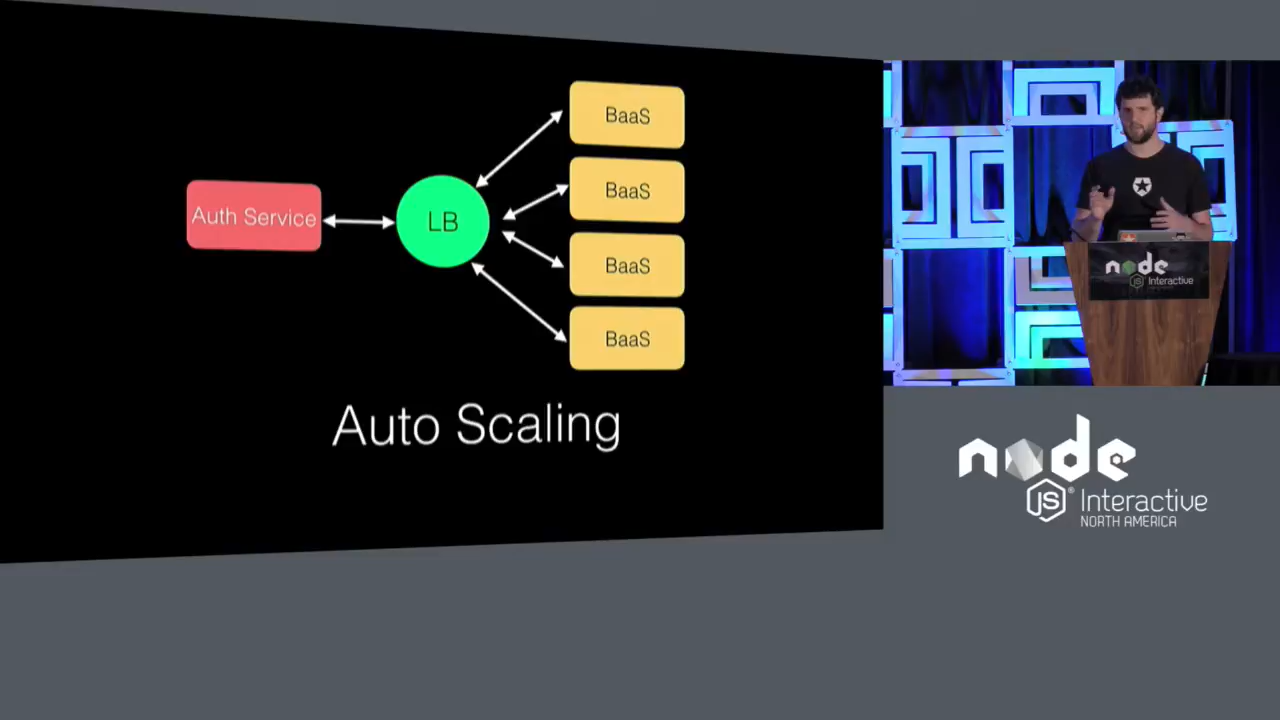 BaaS
BaaS
Auth Service
LB
BaaS
BaaS
Auto Scaling
node
JS Interactive
node
JS® Interactive
NORTH AMERICA